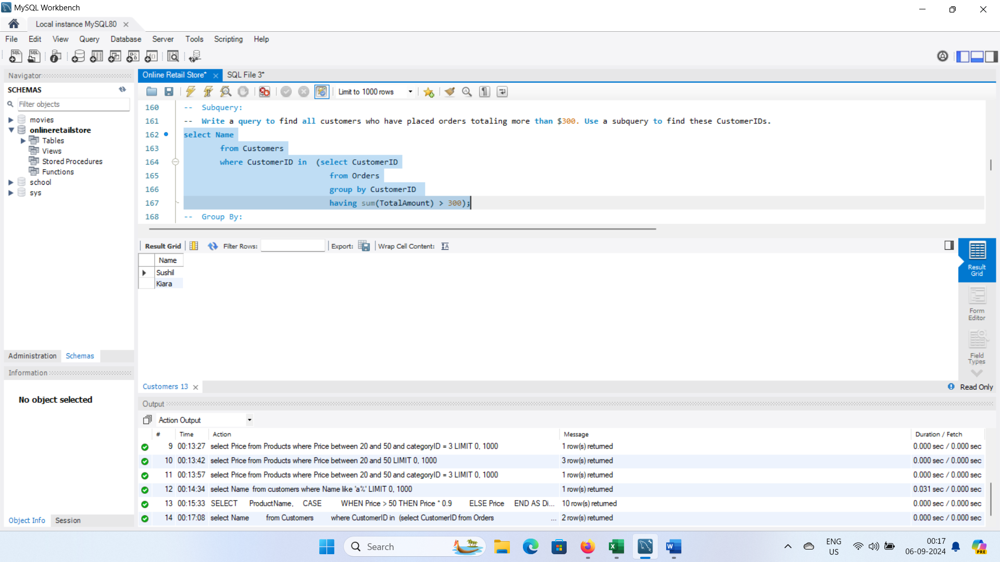 MySQL Workbench
Local instance MySQL80
File Edit View Query Database Server Tools Scripting Help
Navigator
SCHEMAS
Filter objects
movies
onlineretailstore
Tables
Views
Stored Procedures
Functions
school
sys
Administration Schemas
Information
No object selected
Object Info Session
Online Retail Store* SQL File 3*
Limit to 1000 rows
160 -- Subquery:
161 -- Write a query to find all customers who have placed orders totaling more than $300. Use a subquery to find these CustomerIDs.
162 select Name
163 from Customers
164 where CustomerID in (select CustomerID
165 from Orders
166 group by CustomerID
167 having sum(TotalAmount) > 300);
168 -- Group By:
Result Grid Filter Rows: Export: Wrap Cell Content:
Name
Sushil
Kiara
Result
Grid
Form
Editor
Field
Types
Customers 13
Read Only
Output
Action Output
# Time Action Message Duration / Fetch
9 00:13:27 select Price from Products where Price between 20 and 50 and categoryID = 3 LIMIT 0, 1000 1 row(s) returned 0.000 sec / 0.000 sec
10 00:13:42 select Price from Products where Price between 20 and 50 LIMIT 0, 1000 3 row(s) returned 0.000 sec / 0.000 sec
11 00:13:57 select Price from Products where Price between 20 and 50 and categoryID = 3 LIMIT 0, 1000 1 row(s) returned 0.000 sec / 0.000 sec
12 00:14:34 select Name from customers where Name like 'a%' LIMIT 0, 1000 1 row(s) returned 0.031 sec / 0.000 sec
13 00:15:33 SELECT ProductName, CASE WHEN Price > 50 THEN Price * 0.9 ELSE Price END AS Di... 10 row(s) returned 0.000 sec / 0.000 sec
14 00:17:08 select Name from Customers where CustomerID in (select CustomerID from Orders ... 2 row(s) returned 0.000 sec / 0.000 sec
Search
ENG
US
00:17
06-09-2024
PRE